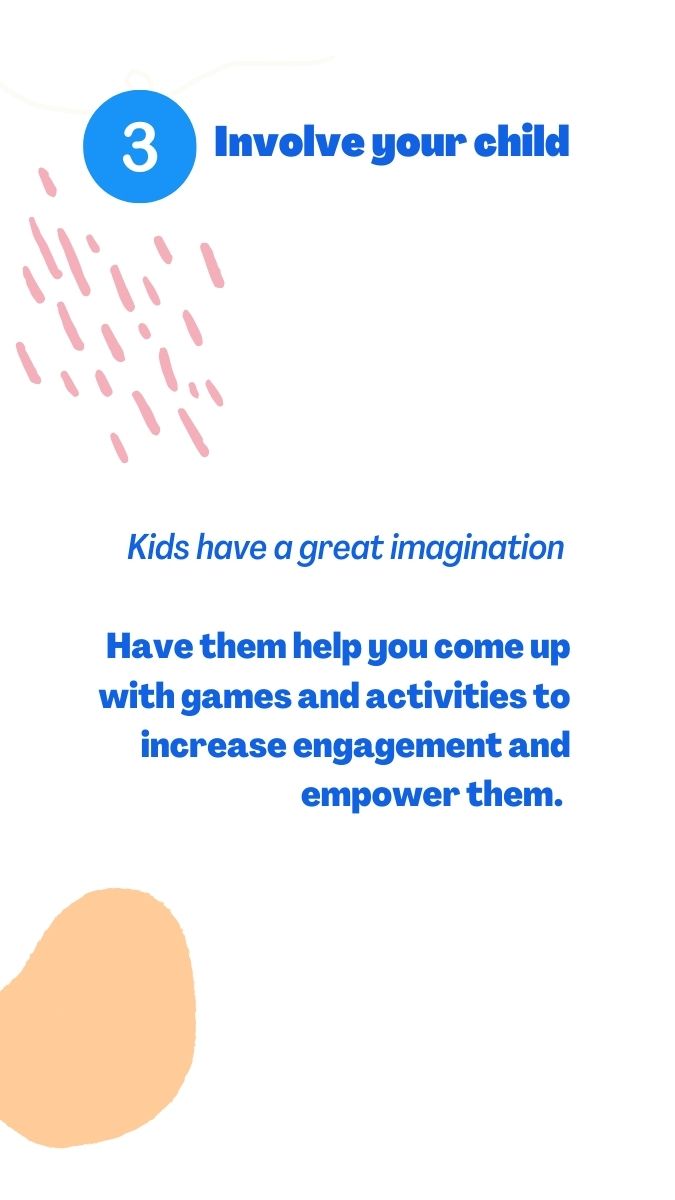 3 Involve your child
Kids have a great imagination
Have them help you come up
with games and activities to
increase engagement and
empower them.